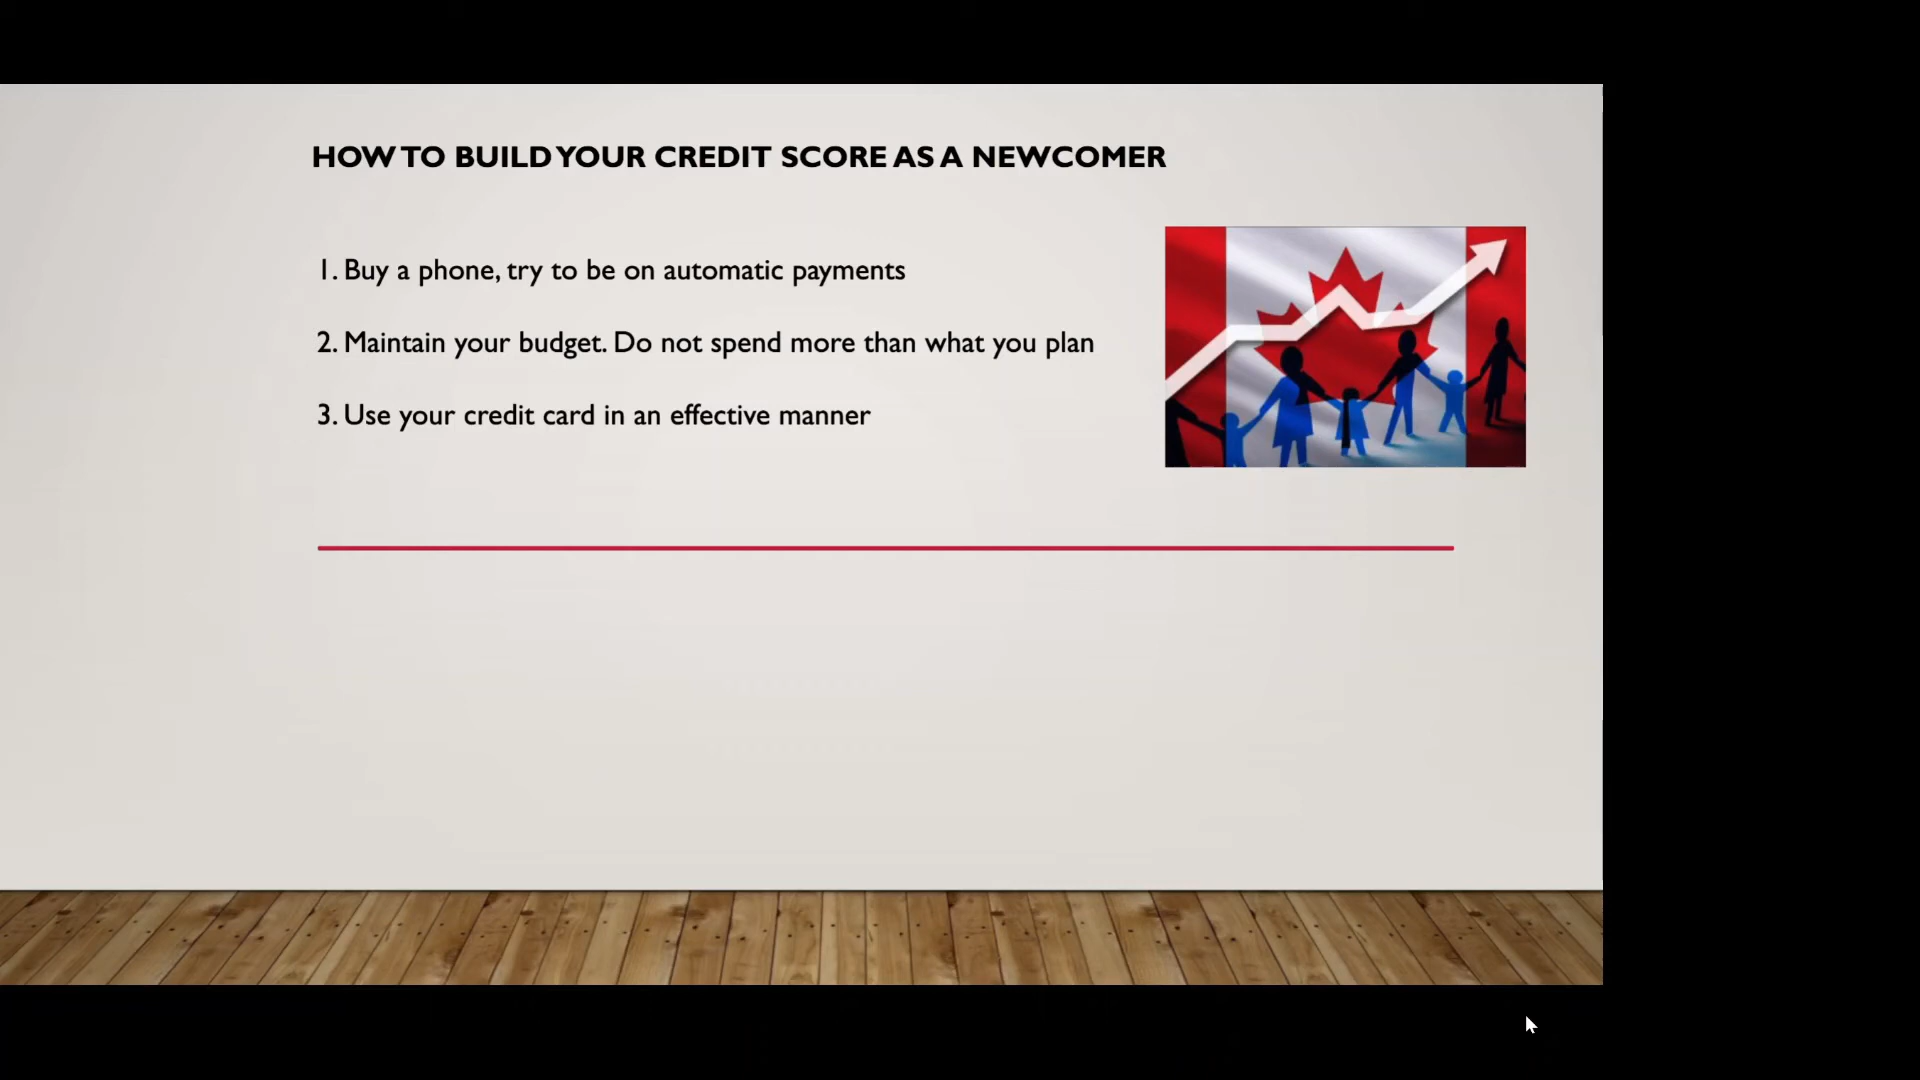 HOW TO BUILD YOUR CREDIT SCORE AS A NEWCOMER
1. Buy a phone, try to be on automatic payments
2. Maintain your budget. Do not spend more than what you plan
3. Use your credit card in an effective manner